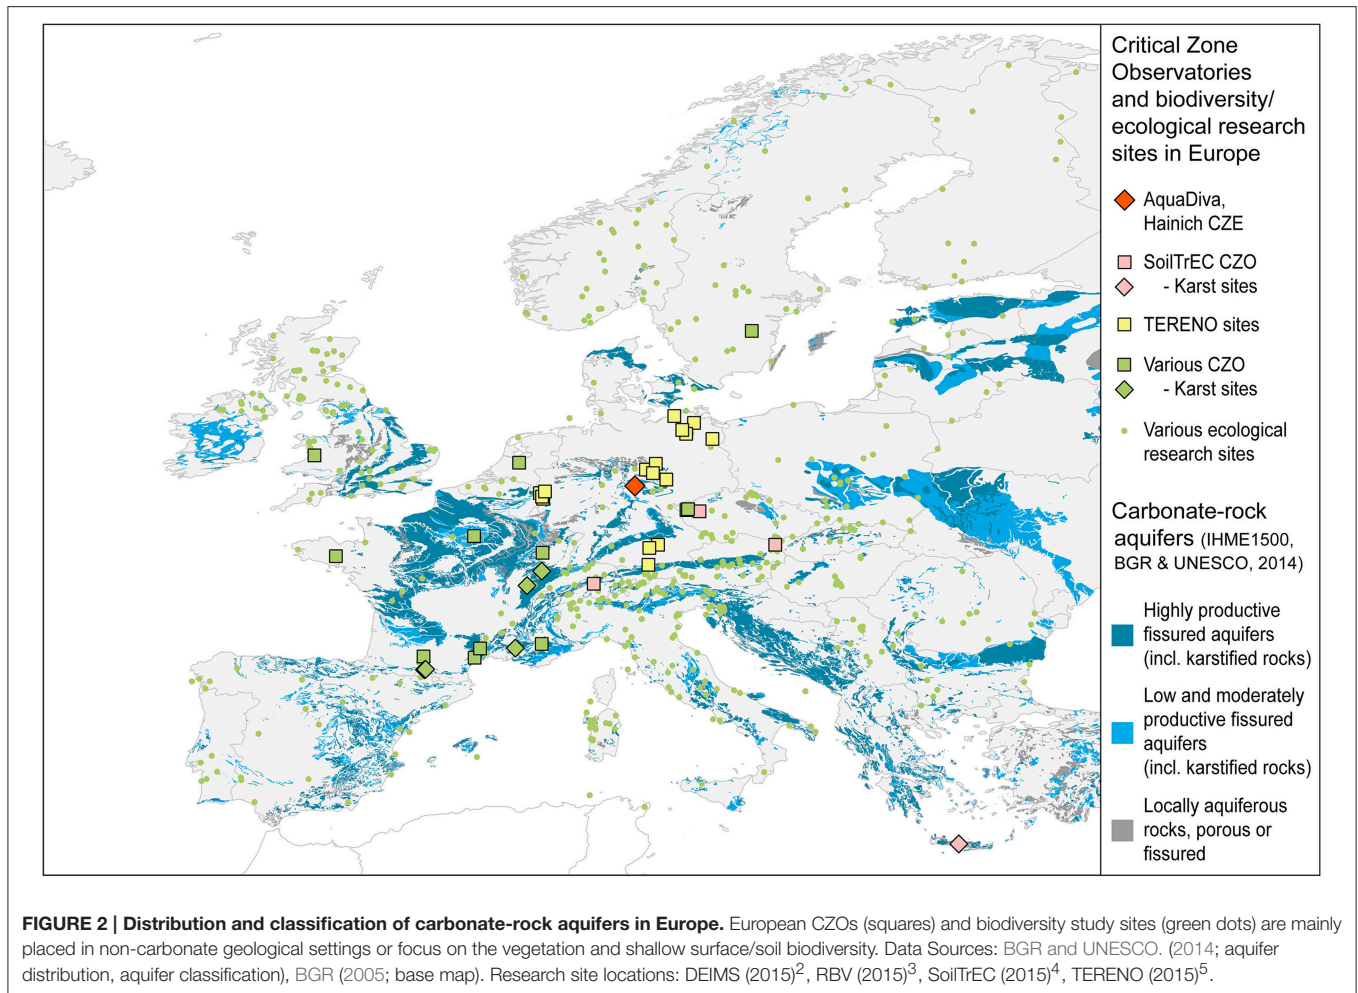 Critical Zone
Observatories
and biodiversity/
ecological research
sites in Europe
AquaDiva,
Hainich CZE
SoilTrEC CZO
- Karst sites
TERENO sites
Various CZO
- Karst sites
Various ecological
research sites
Carbonate-rock
aquifers (IHME1500,
BGR & UNESCO, 2014)
Highly productive
fissured aquifers
(incl. karstified rocks)
Low and moderately
productive fissured
aquifers
(incl. karstified rocks)
Locally aquiferous
rocks, porous or
fissured
FIGURE 2 | Distribution and classification of carbonate-rock aquifers in Europe. European CZOs (squares) and biodiversity study sites (green dots) are mainly
placed in non-carbonate geological settings or focus on the vegetation and shallow surface/soil biodiversity. Data Sources: BGR and UNESCO. (2014; aquifer
distribution, aquifer classification), BGR (2005; base map). Research site locations: DEIMS (2015)2, RBV (2015)3, SoilTrEC (2015)4, TERENO (2015)5.